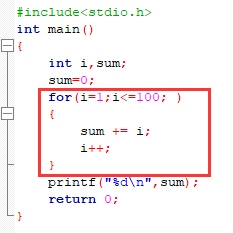 #include<stdio.h>
int main()
{
    int i,sum;
    sum=0;
    for(i=1;i<=100; )
    {
        sum += i;
        i++;
    }
    printf("%d\n",sum);
    return 0;
}